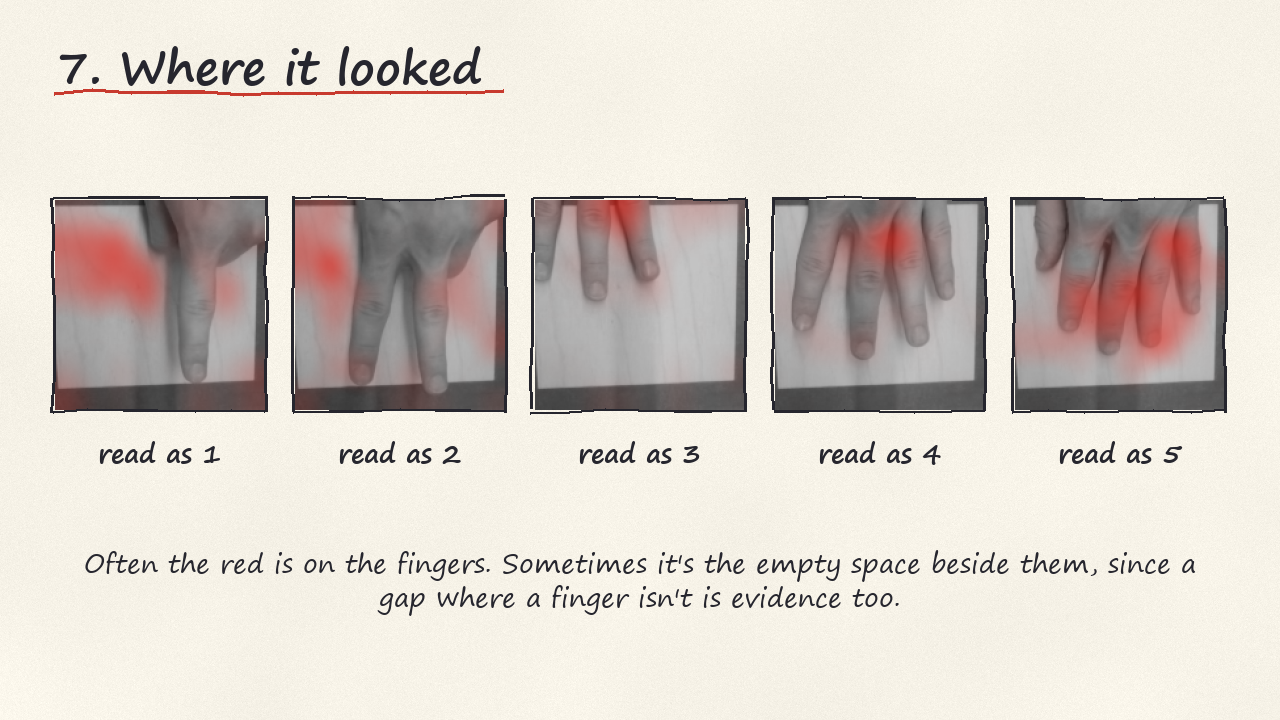 7. Where it looked
read as 1
read as 2
read as 3
read as 4
read as 5
Often the red is on the fingers. Sometimes it's the empty space beside them, since a
gap where a finger isn't is evidence too.